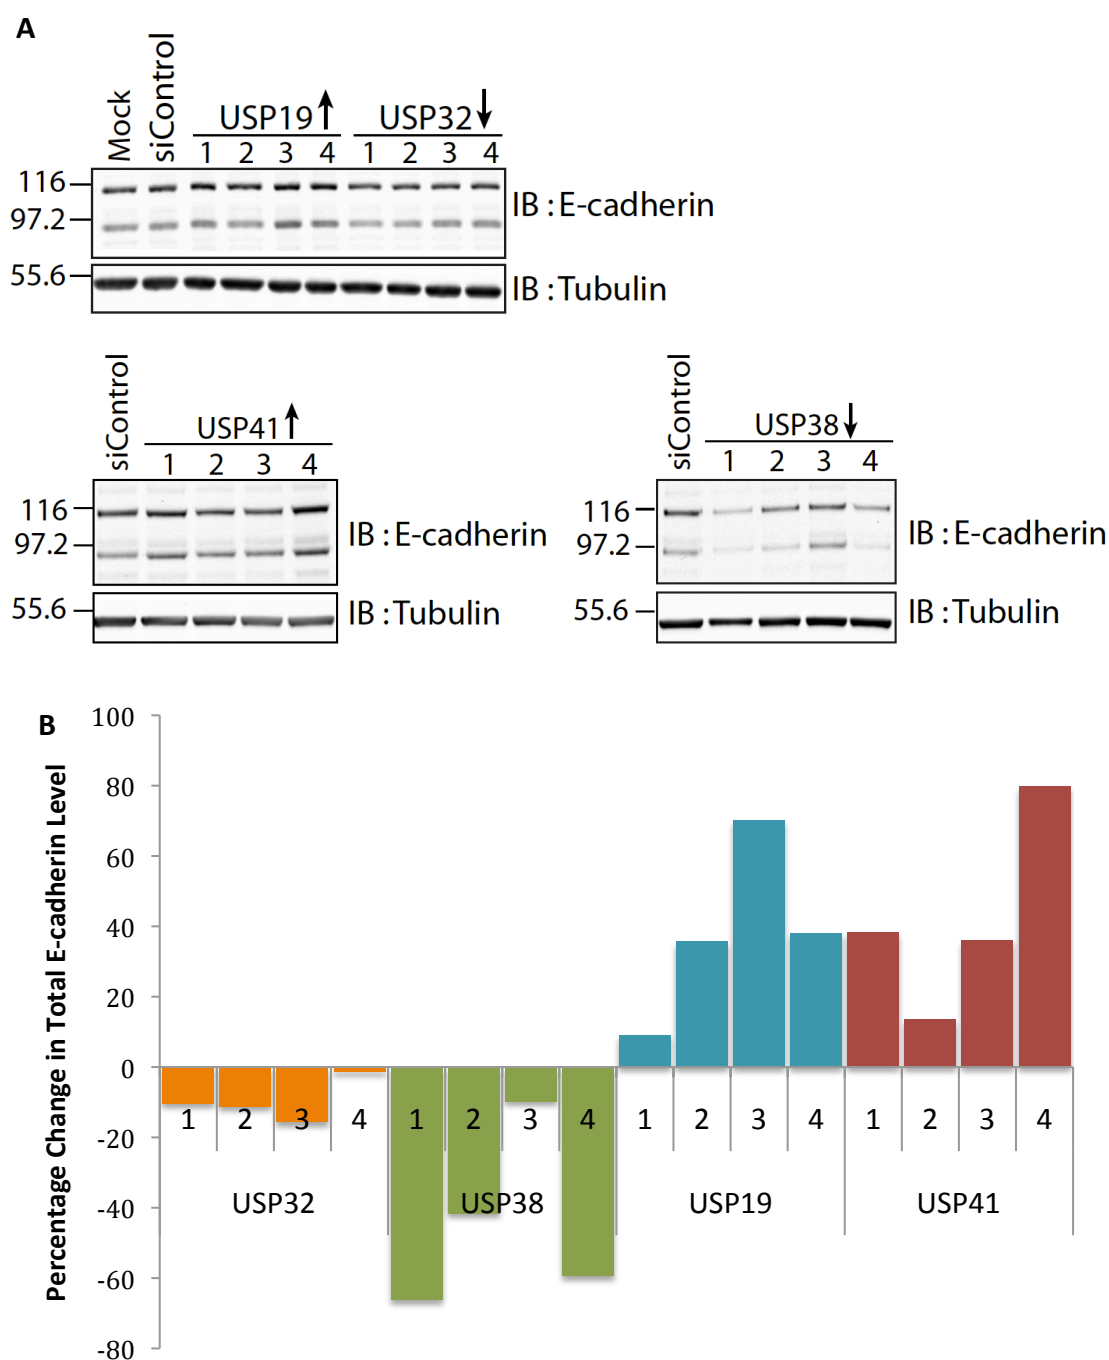 A
Mock
siControl
USP19 USP32
1 2 3 4 1 2 3 4
116
97.2
IB : E-cadherin
55.6
IB : Tubulin
siControl
USP41
1 2 3 4
116
97.2
IB : E-cadherin
55.6
IB : Tubulin
siControl
USP38
1 2 3 4
116
97.2
IB : E-cadherin
55.6
IB : Tubulin
B
Percentage Change in Total E-cadherin Level
100
80
60
40
20
0
-20
-40
-60
-80
1 2 3 4 1 2 3 4 1 2 3 4 1 2 3 4
USP32 USP38 USP19 USP41